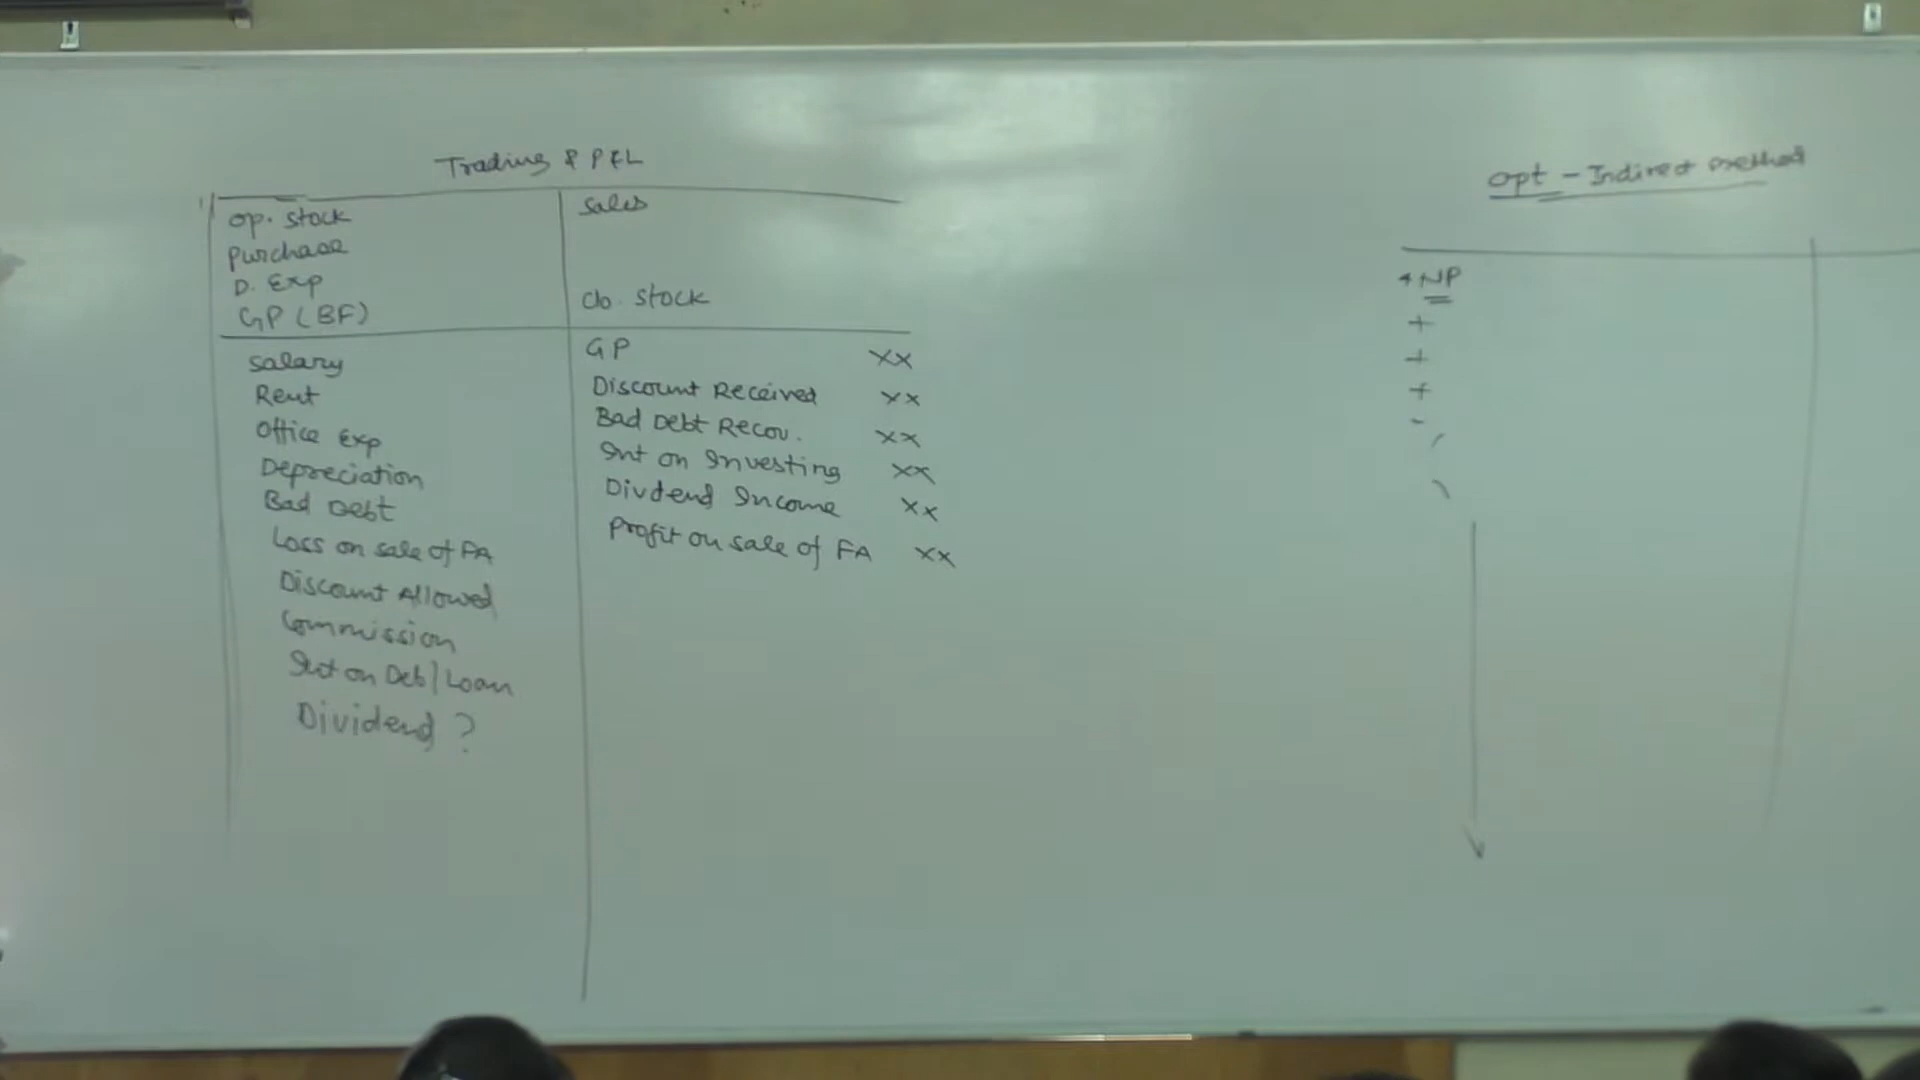 Trading & P&L
op. stock
Purchase
D. Exp
GP (BF)
Sales
Clo. stock
Salary
Rent
Office Exp
Depreciation
Bad Debt
Loss on sale of FA
Discount Allowed
Commission
Int on Deb/Loan
Dividend ?
GP XX
Discount Received XX
Bad Debt Recov. XX
Int on Investing XX
Divdend Income XX
Profit on sale of FA XX
opt - Indirect method
NP
+
+
+
-